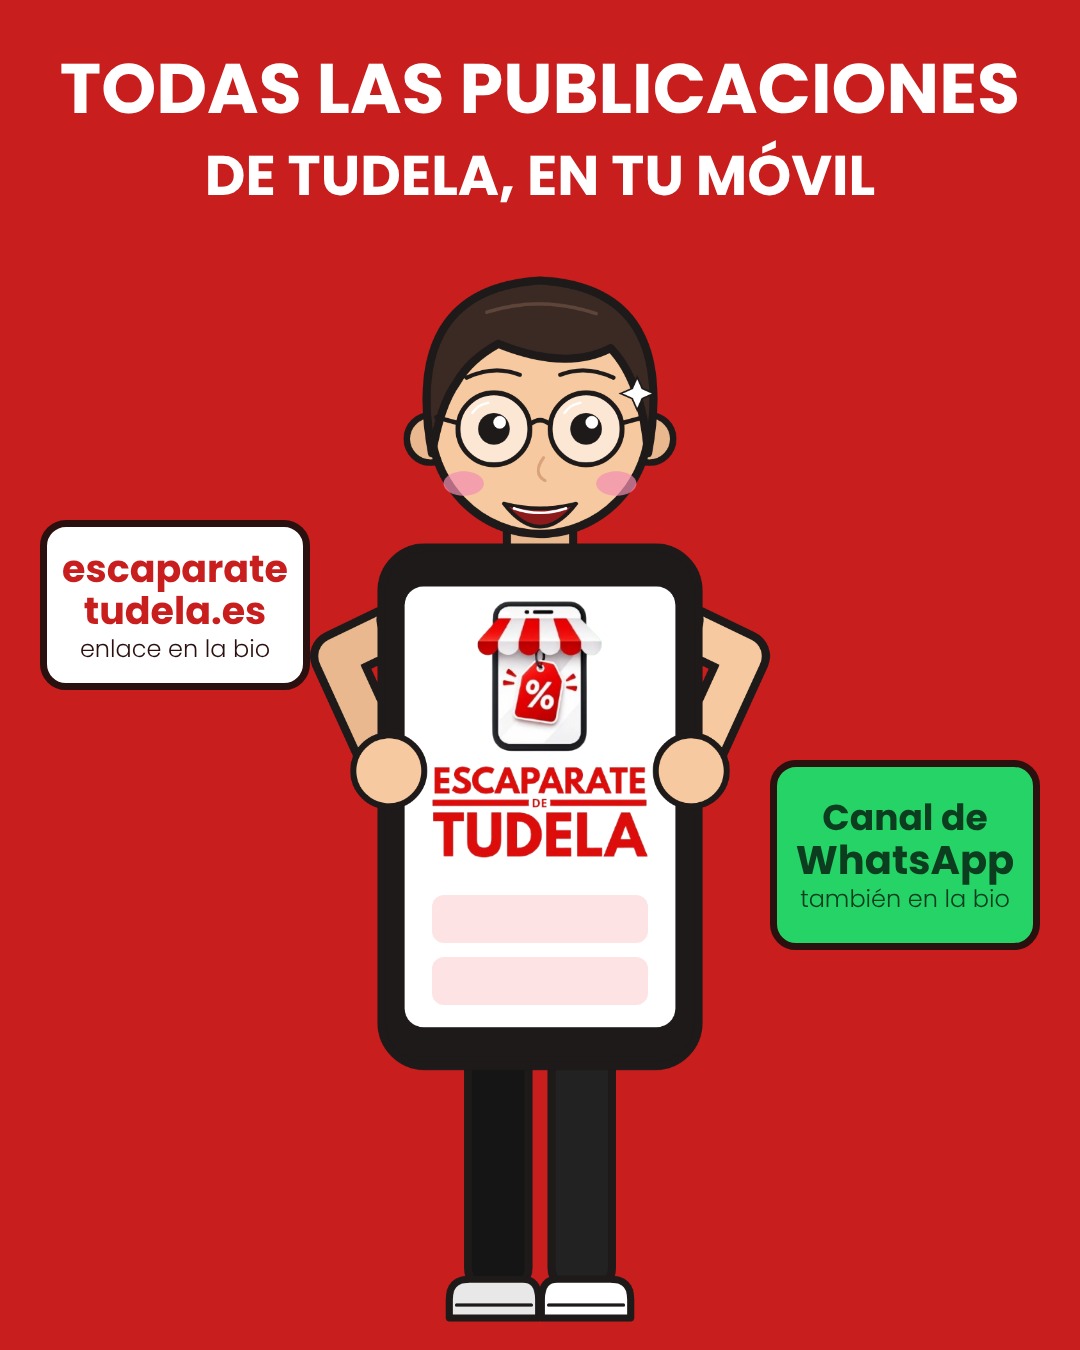 TODAS LAS PUBLICACIONES
DE TUDELA, EN TU MÓVIL
escaparate
tudela.es
enlace en la bio
%
ESCAPARATE
DE
TUDELA
Canal de
WhatsApp
también en la bio